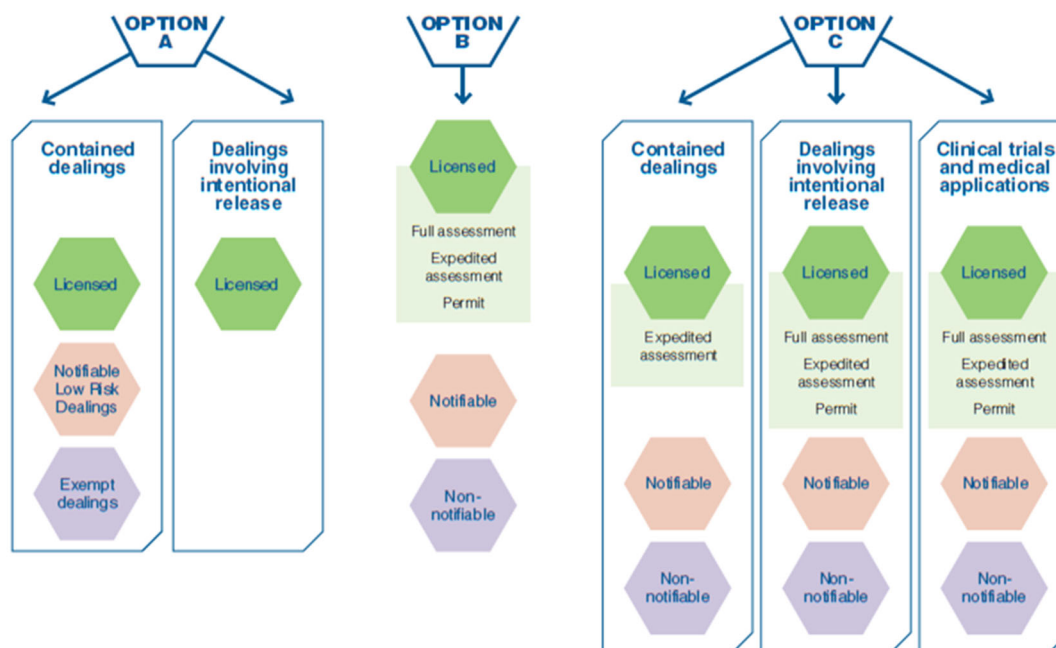 OPTION
A
Contained
dealings
Licensed
Notifiable
Low Risk
Dealings
Exempt
dealings
Dealings
involving
intentional
release
Licensed
OPTION
B
Licensed
Full assessment
Expedited
assessment
Permit
Notifiable
Non-
notifiable
OPTION
C
Contained
dealings
Licensed
Expedited
assessment
Notifiable
Non-
notifiable
Dealings
involving
intentional
release
Licensed
Full assessment
Expedited
assessment
Permit
Notifiable
Non-
notifiable
Clinical trials
and medical
applications
Licensed
Full assessment
Expedited
assessment
Permit
Notifiable
Non-
notifiable